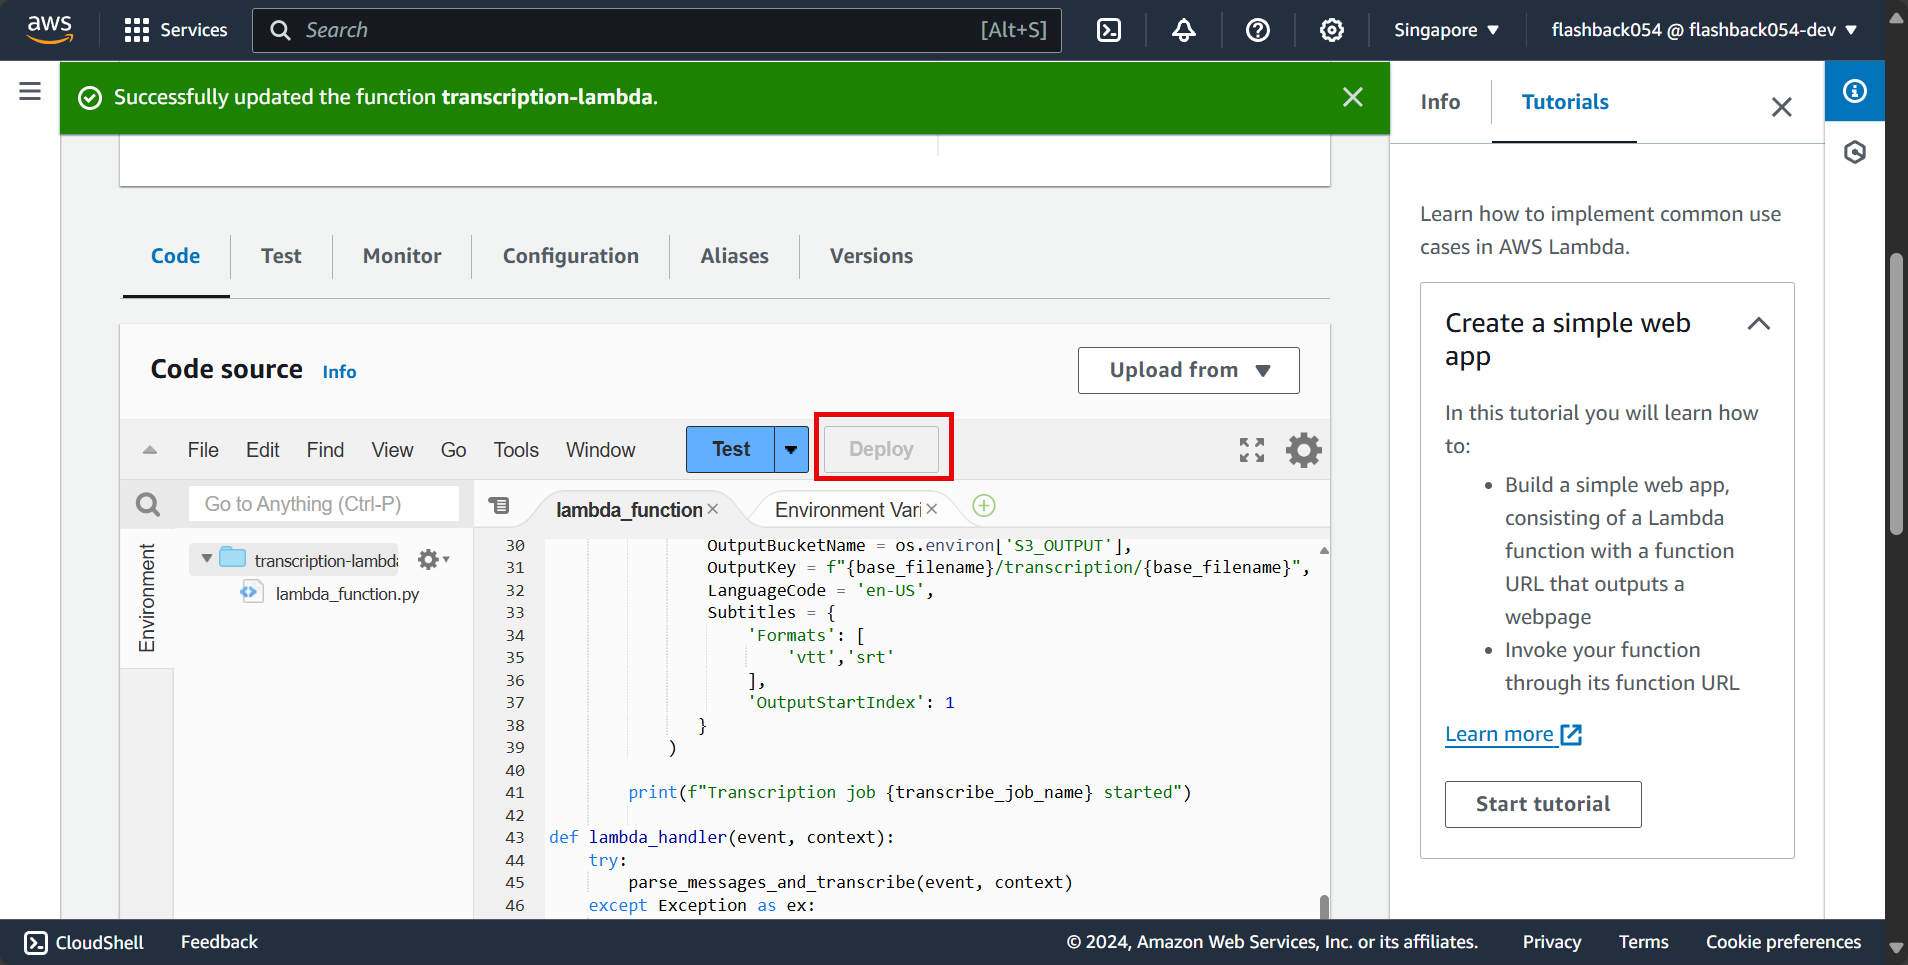 aws
Services
Search
[Alt+S]
Singapore
flashback054 @ flashback054-dev
Successfully updated the function transcription-lambda.
Code
Test
Monitor
Configuration
Aliases
Versions
Code source
Info
Upload from
File
Edit
Find
View
Go
Tools
Window
Test
Deploy
Go to Anything (Ctrl-P)
Environment
transcription-lambda
lambda_function.py
lambda_function
Environment Vari
30 OutputBucketName = os.environ['S3_OUTPUT'],
31 OutputKey = f"{base_filename}/transcription/{base_filename}",
32 LanguageCode = 'en-US',
33 Subtitles = {
34 'Formats': [
35 'vtt','srt'
36 ],
37 'OutputStartIndex': 1
38 }
39 )
40
41 print(f"Transcription job {transcribe_job_name} started")
42
43 def lambda_handler(event, context):
44 try:
45 parse_messages_and_transcribe(event, context)
46 except Exception as ex:
Info
Tutorials
Learn how to implement common use
cases in AWS Lambda.
Create a simple web
app
In this tutorial you will learn how
to:
• Build a simple web app,
consisting of a Lambda
function with a function
URL that outputs a
webpage
• Invoke your function
through its function URL
Learn more
Start tutorial
CloudShell
Feedback
© 2024, Amazon Web Services, Inc. or its affiliates.
Privacy
Terms
Cookie preferences